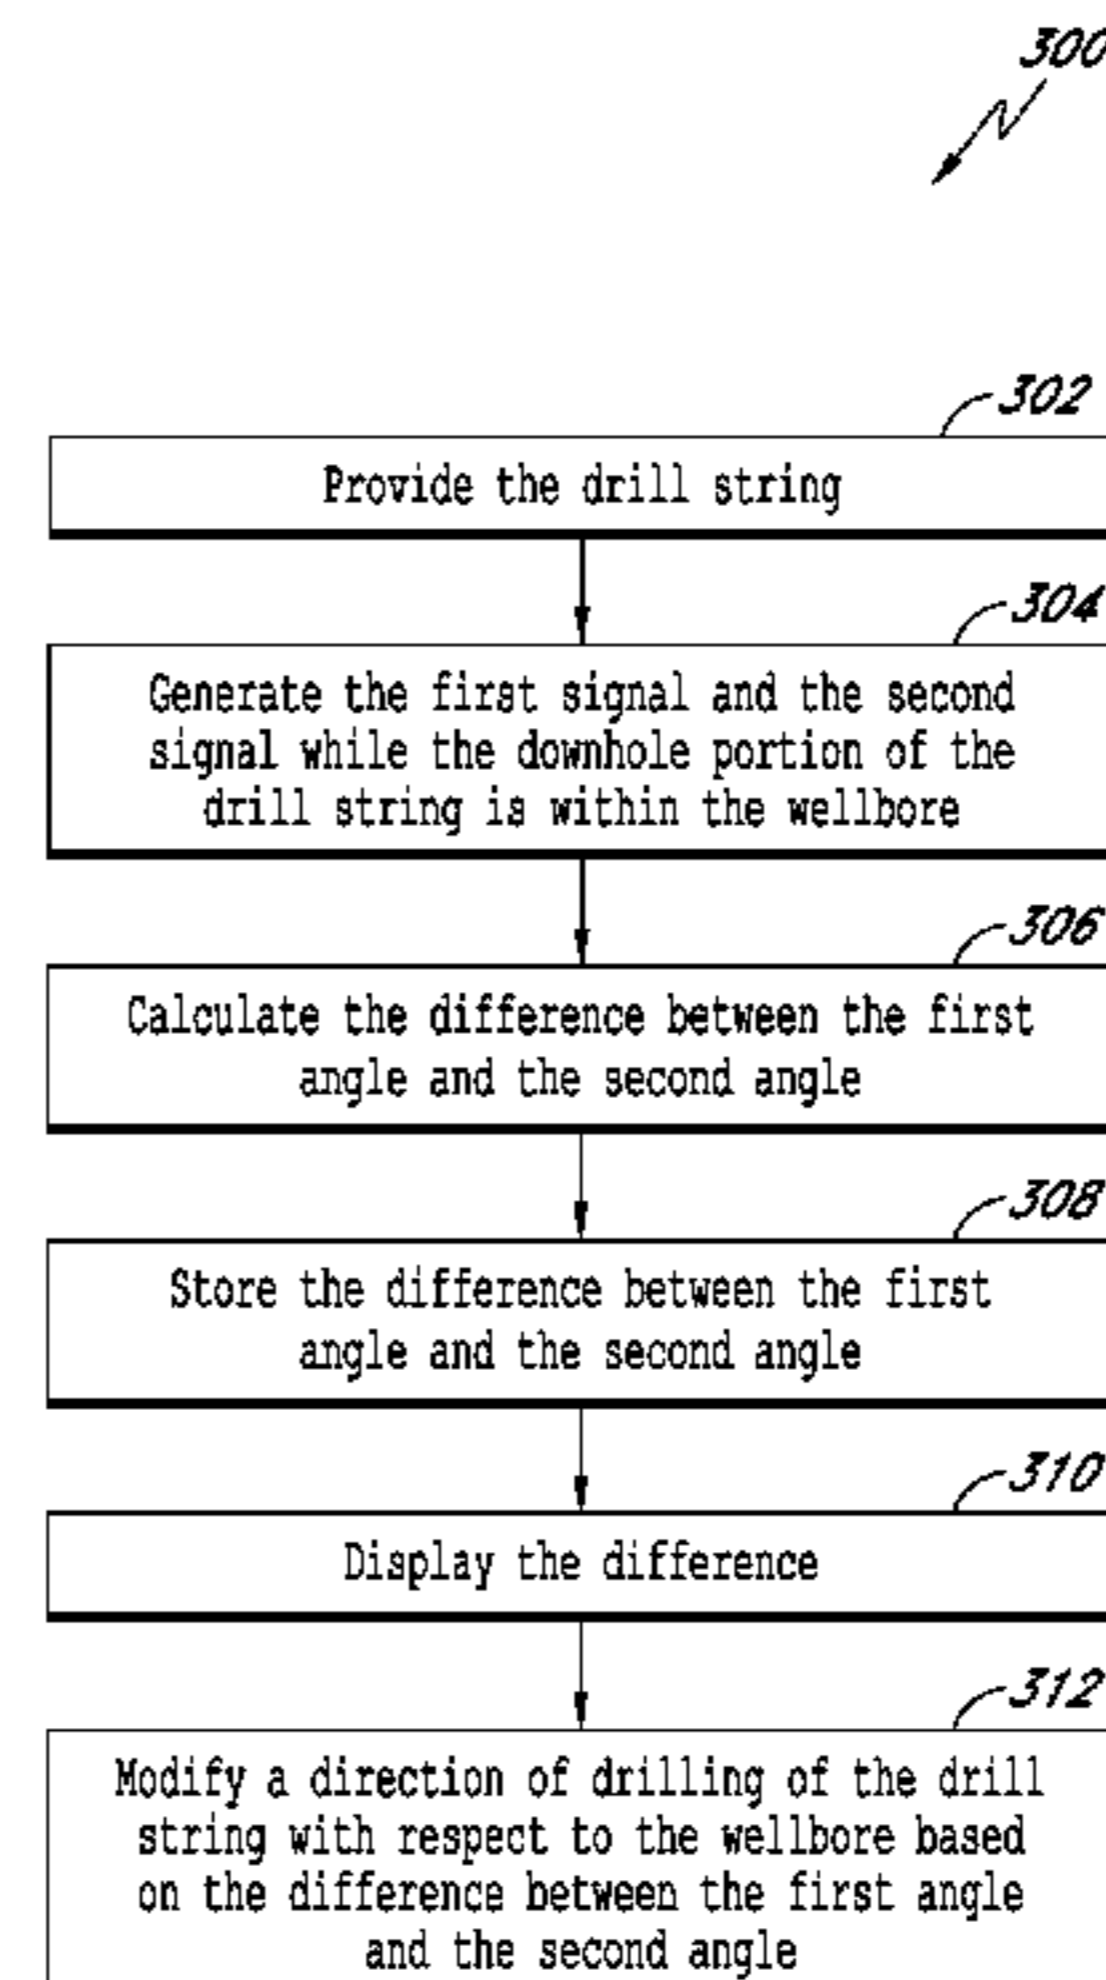 300
302
Provide the drill string
304
Generate the first signal and the second
signal while the downhole portion of the
drill string is within the wellbore
306
Calculate the difference between the first
angle and the second angle
308
Store the difference between the first
angle and the second angle
310
Display the difference
312
Modify a direction of drilling of the drill
string with respect to the wellbore based
on the difference between the first angle
and the second angle